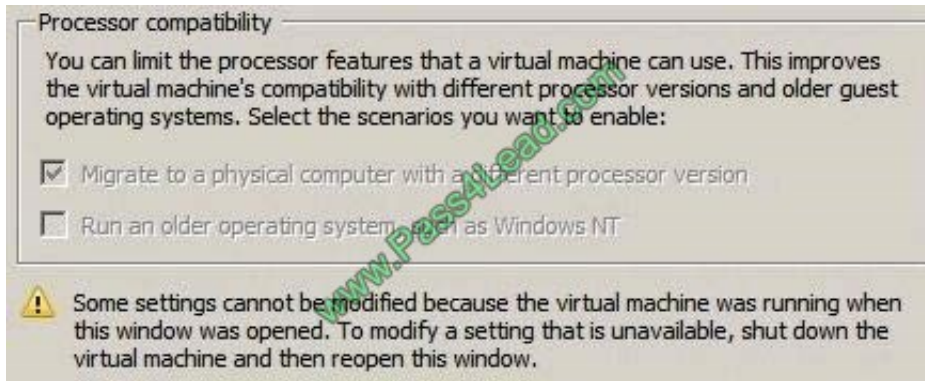 Processor compatibility
You can limit the processor features that a virtual machine can use. This improves
the virtual machine's compatibility with different processor versions and older guest
operating systems. Select the scenarios you want to enable:
Migrate to a physical computer with a different processor version
Run an older operating system, such as Windows NT
Some settings cannot be modified because the virtual machine was running when
this window was opened. To modify a setting that is unavailable, shut down the
virtual machine and then reopen this window.
www.Pass4Lead.com